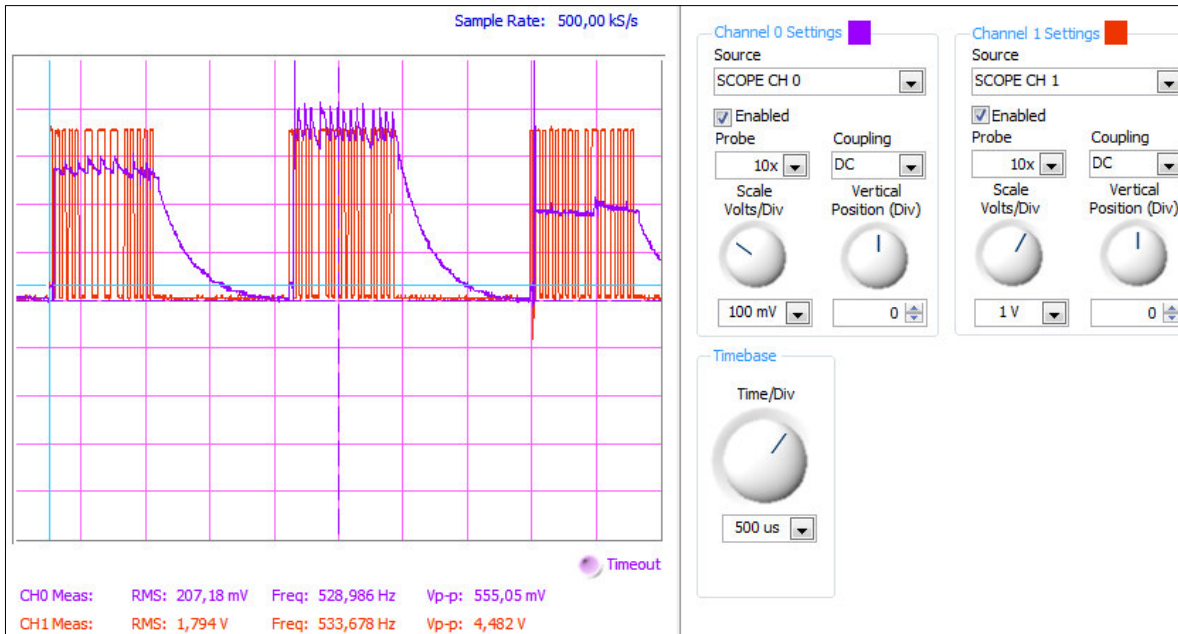 Sample Rate: 500,00 kS/s
Timeout
CH0 Meas: RMS: 207,18 mV Freq: 528,986 Hz Vp-p: 555,05 mV
CH1 Meas: RMS: 1,794 V Freq: 533,678 Hz Vp-p: 4,482 V
Channel 0 Settings
Source
SCOPE CH 0
Enabled
Probe Coupling
10x DC
Scale Vertical
Volts/Div Position (Div)
100 mV 0
Channel 1 Settings
Source
SCOPE CH 1
Enabled
Probe Coupling
10x DC
Scale Vertical
Volts/Div Position (Div)
1 V 0
Timebase
Time/Div
500 us